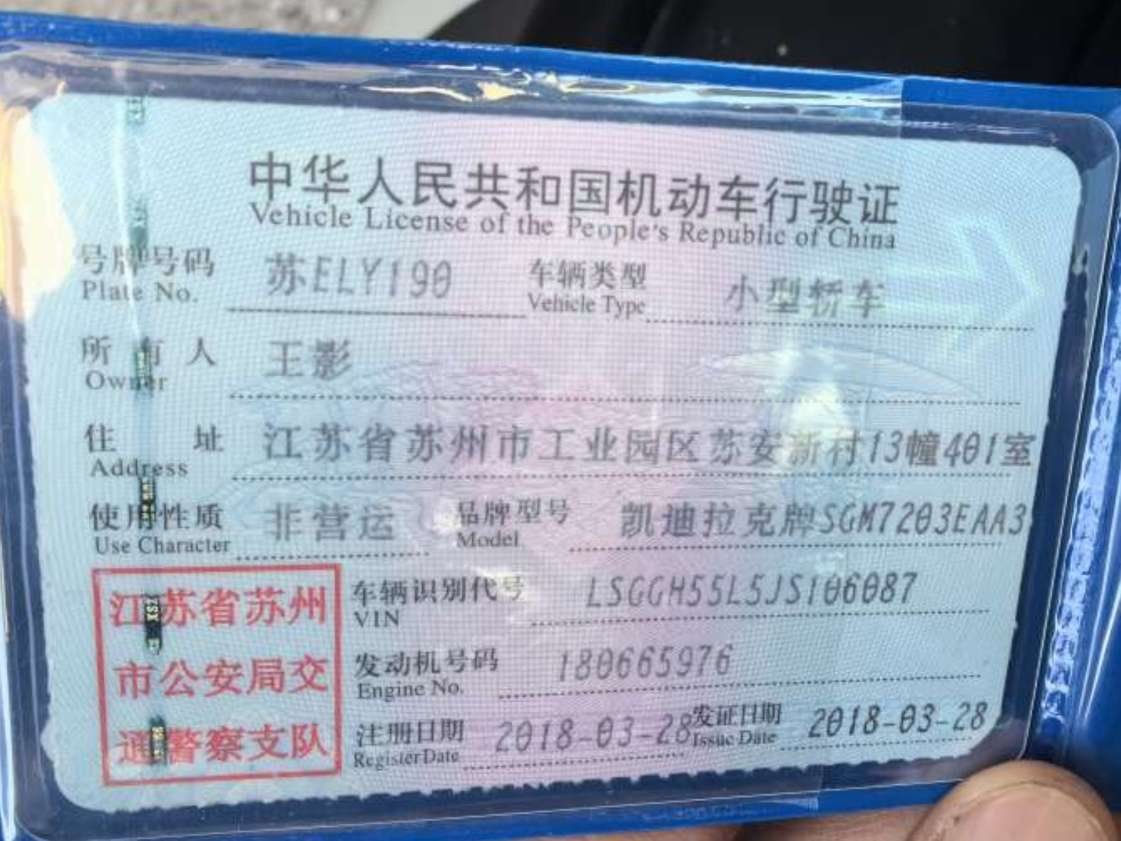 中华人民共和国机动车行驶证
Vehicle License of the People's Republic of China
号牌号码 苏ELY190 车辆类型 小型轿车
Plate No. Vehicle Type
所有人 王影
Owner
住址 江苏省苏州市工业园区苏安新村13幢401室
Address
使用性质 非营运 品牌型号 凯迪拉克牌SGM7203EAA3
Use Character Model
江苏省苏州 车辆识别代号 LSGGH55L5JS106087
VIN
市公安局交 发动机号码 180665976
Engine No.
通警察支队 注册日期 2018-03-28 发证日期 2018-03-28
Register Date Issue Date